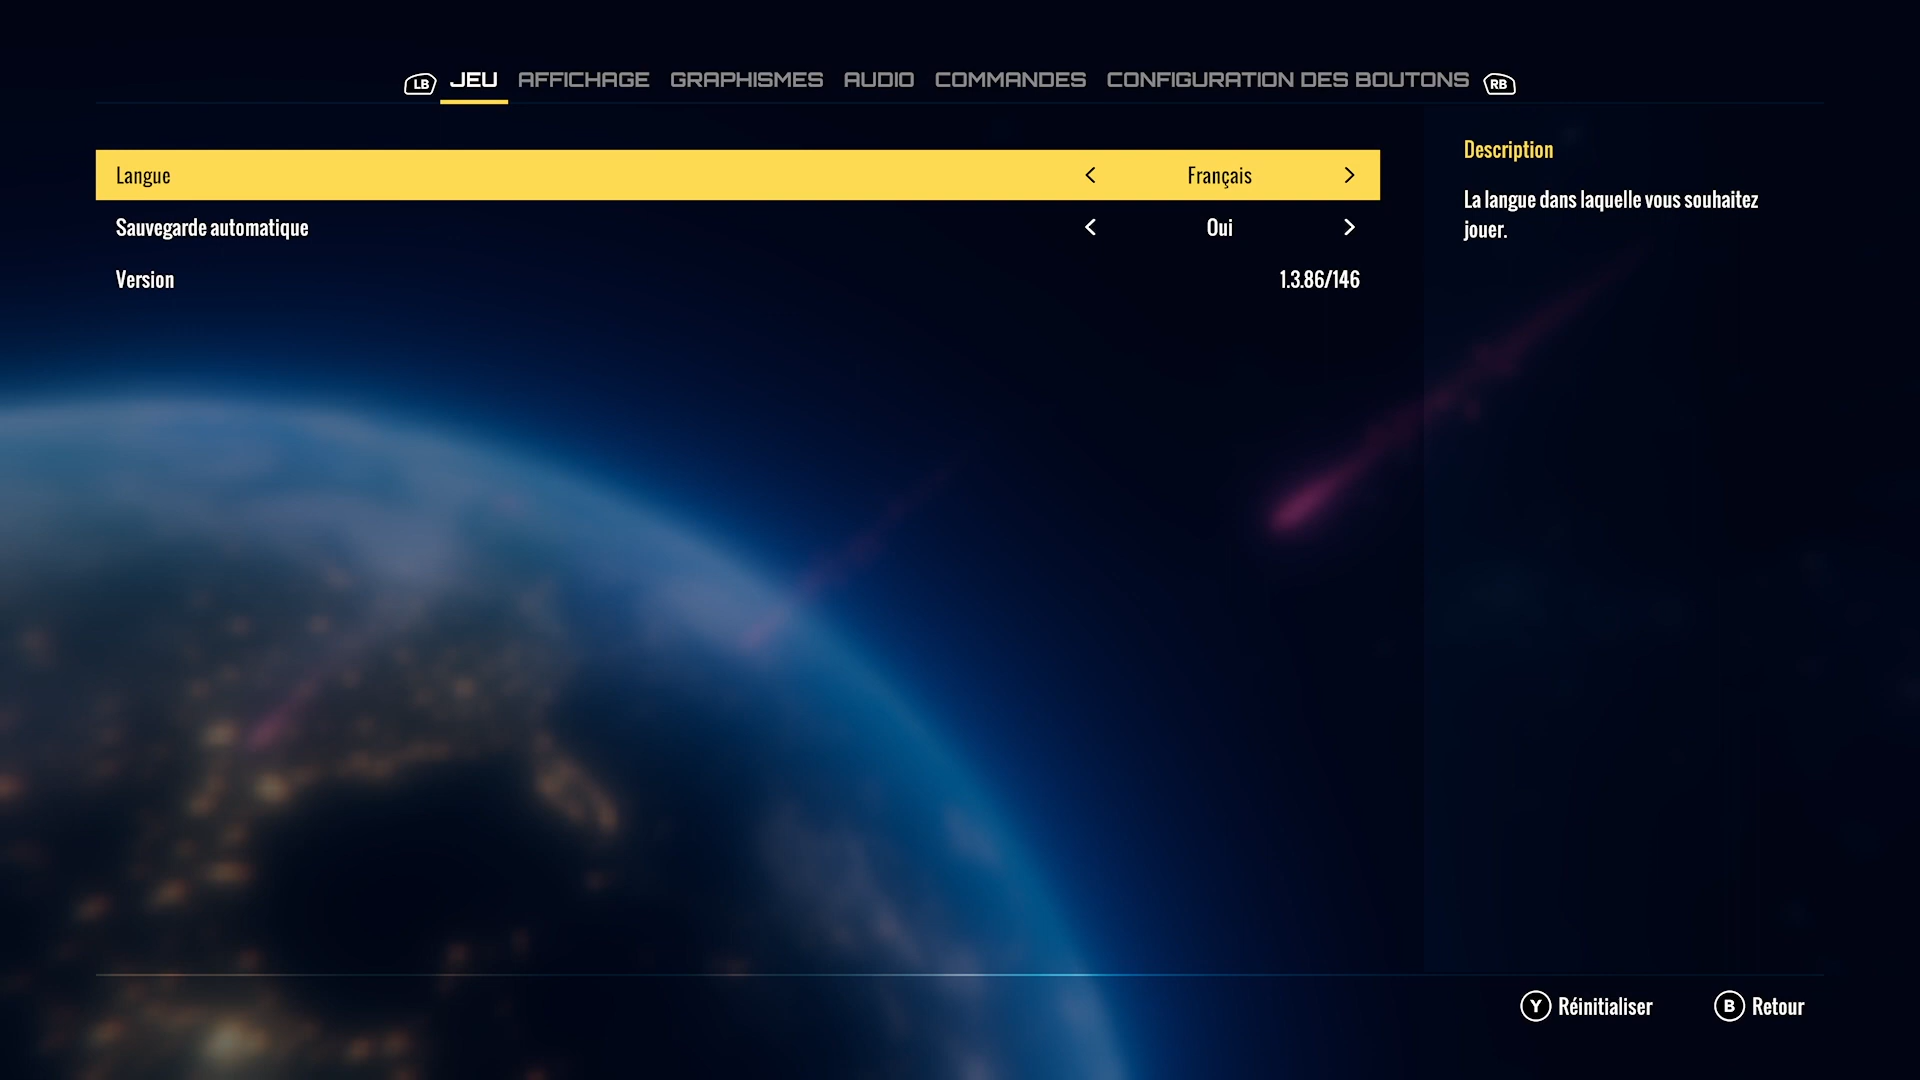 LB JEU AFFICHAGE GRAPHISMES AUDIO COMMANDES CONFIGURATION DES BOUTONS RB
Langue < Français >
Sauvegarde automatique < Oui >
Version 1.3.86/146
Description
La langue dans laquelle vous souhaitez
jouer.
Y Réinitialiser B Retour